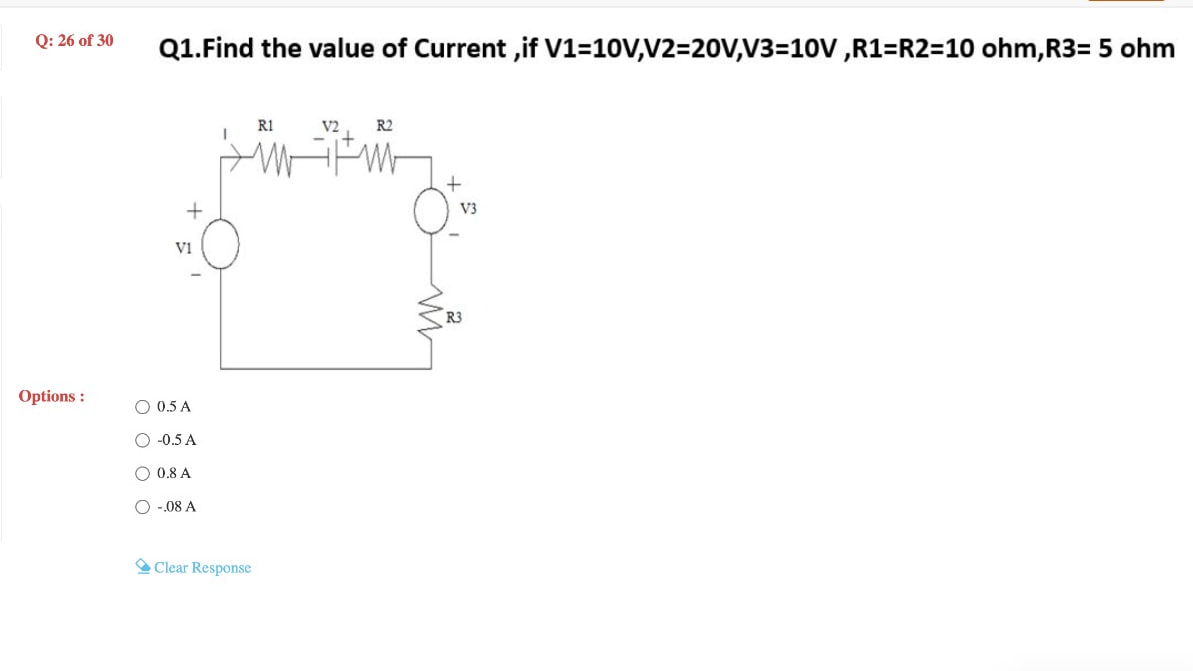 Q: 26 of 30
Q1.Find the value of Current ,if V1=10V,V2=20V,V3=10V ,R1=R2=10 ohm,R3= 5 ohm
I R1 V2 R2
- +
+
V3
-
+
V1
-
R3
Options :
0.5 A
-0.5 A
0.8 A
-.08 A
Clear Response